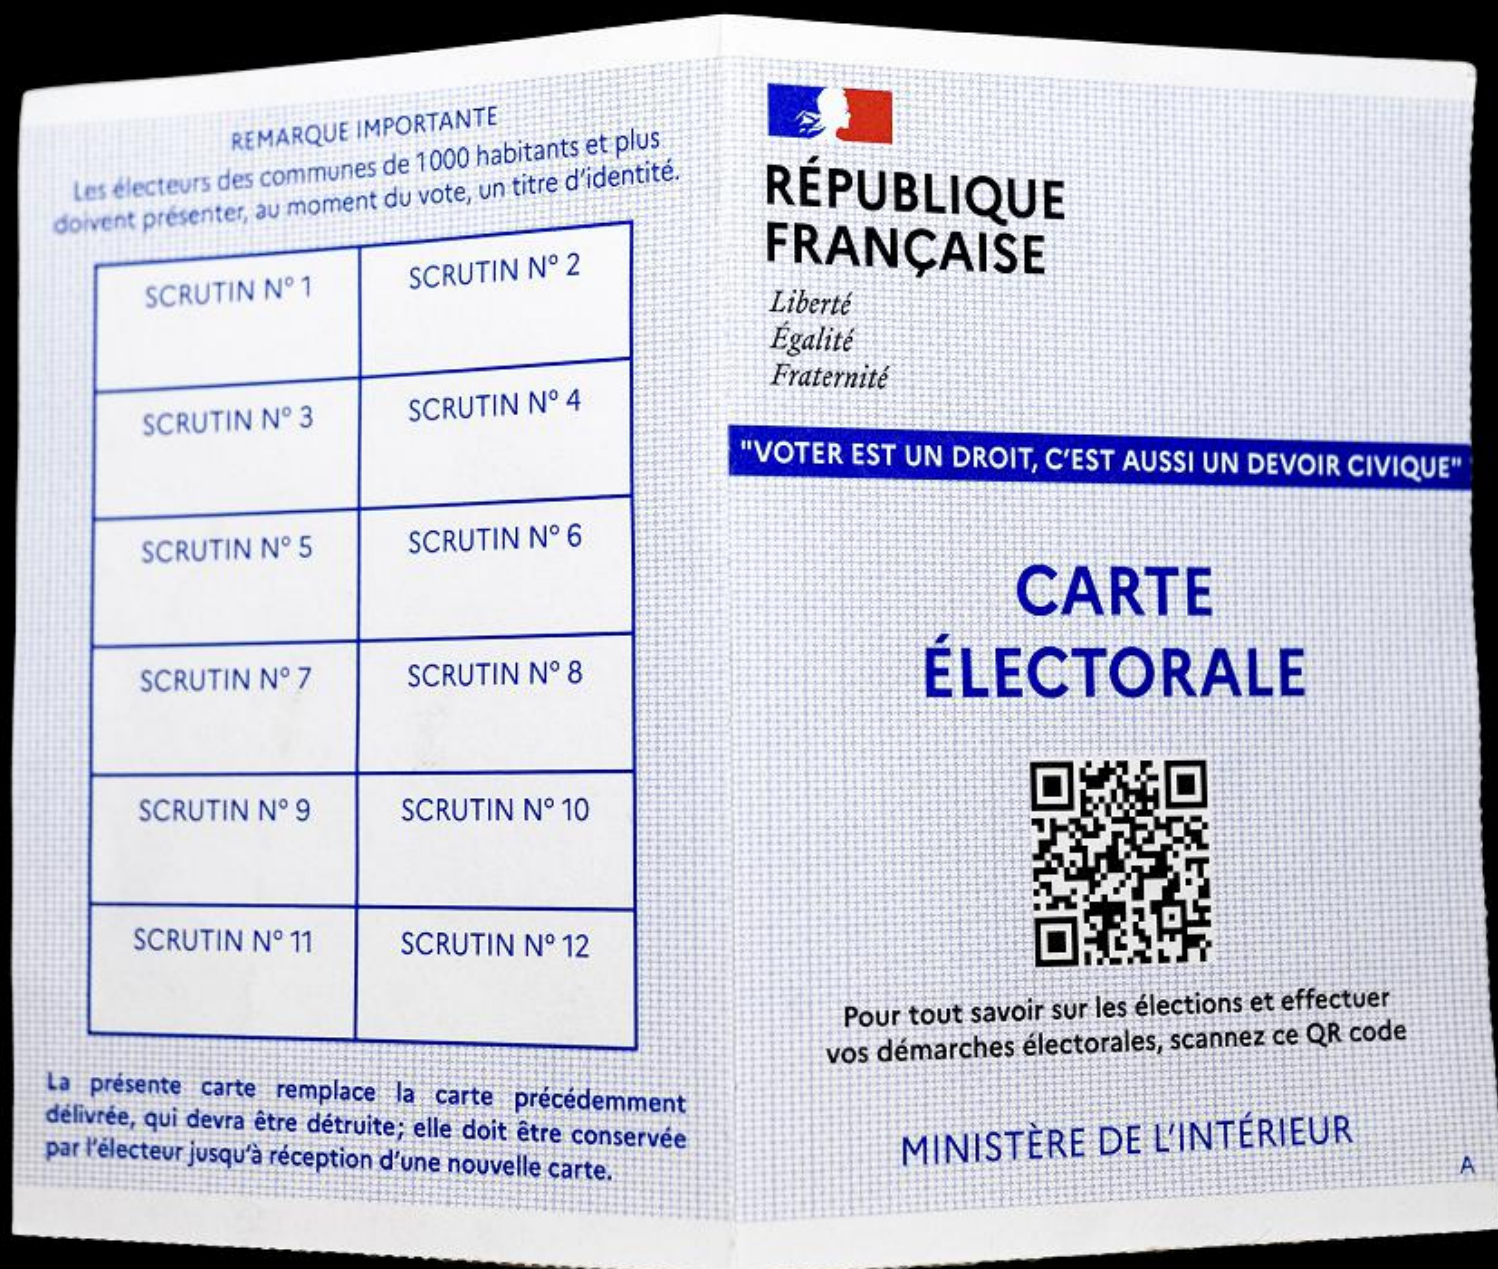 REMARQUE IMPORTANTE
Les électeurs des communes de 1000 habitants et plus
doivent présenter, au moment du vote, un titre d'identité.
SCRUTIN N° 1
SCRUTIN N° 2
SCRUTIN N° 3
SCRUTIN N° 4
SCRUTIN N° 5
SCRUTIN N° 6
SCRUTIN N° 7
SCRUTIN N° 8
SCRUTIN N° 9
SCRUTIN N° 10
SCRUTIN N° 11
SCRUTIN N° 12
La présente carte remplace la carte précédemment
délivrée, qui devra être détruite; elle doit être conservée
par l'électeur jusqu'à réception d'une nouvelle carte.
RÉPUBLIQUE
FRANÇAISE
Liberté
Égalité
Fraternité
"VOTER EST UN DROIT, C'EST AUSSI UN DEVOIR CIVIQUE"
CARTE
ÉLECTORALE
Pour tout savoir sur les élections et effectuer
vos démarches électorales, scannez ce QR code
MINISTÈRE DE L'INTÉRIEUR
A